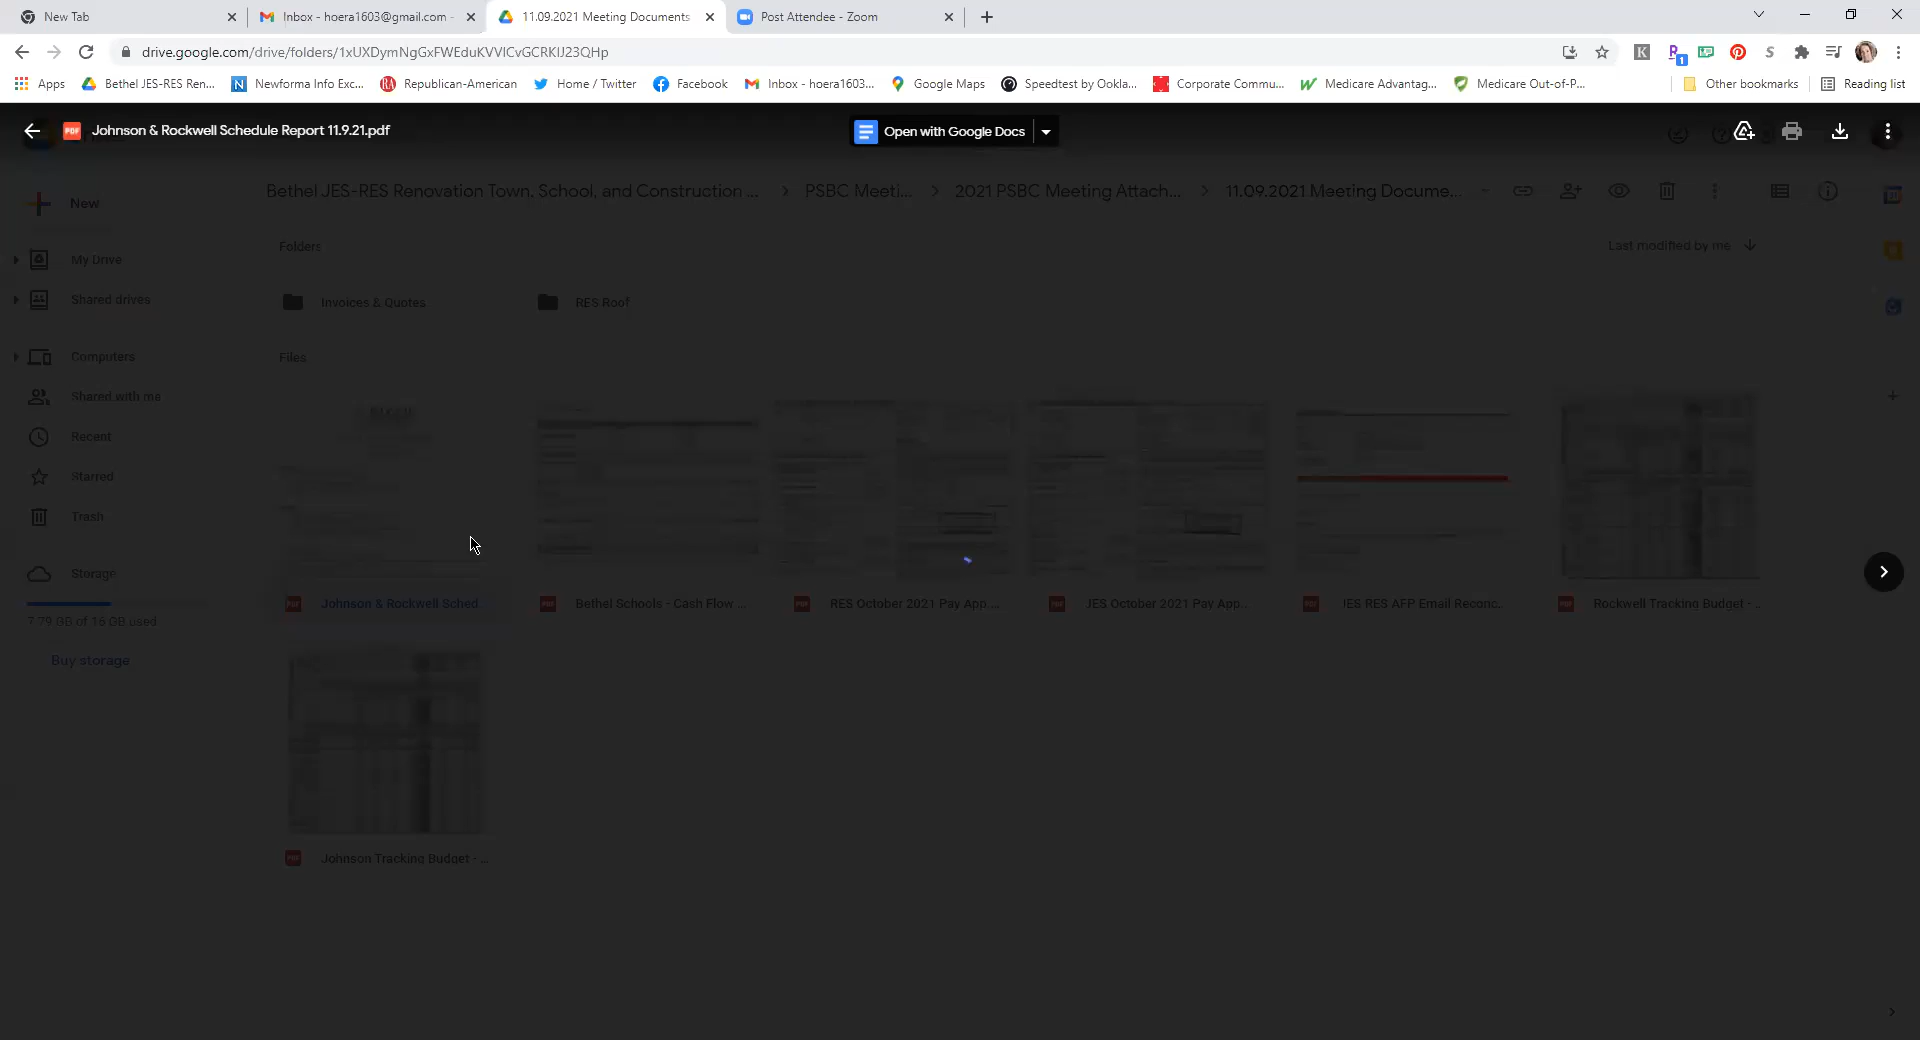 New Tab
Inbox - hoera1603@gmail.com -
11.09.2021 Meeting Documents
Post Attendee - Zoom
drive.google.com/drive/folders/1xUXDymNgGxFWEduKVVlCvGCRKIJ23QHp
Apps
Bethel JES-RES Ren...
Newforma Info Exc...
Republican-American
Home / Twitter
Facebook
Inbox - hoera1603...
Google Maps
Speedtest by Ookla...
Corporate Commu...
Medicare Advantag...
Medicare Out-of-P...
Other bookmarks
Reading list
PDF Johnson & Rockwell Schedule Report 11.9.21.pdf
Open with Google Docs
Bethel JES-RES Renovation Town, School, and Construction ...
PSBC Meeti...
2021 PSBC Meeting Attach...
11.09.2021 Meeting Docume...
New
Folders
Last modified by me
My Drive
Shared drives
Invoices & Quotes
RES Roof
Computers
Files
Shared with me
Recent
Starred
Trash
Storage
7.79 GB of 16 GB used
Buy storage
Johnson & Rockwell Sched
Bethel Schools - Cash Flow ...
RES October 2021 Pay App....
JES October 2021 Pay App..
JES RES AFP Email Reconc..
Rockwell Tracking Budget - ..
Johnson Tracking Budget - ...